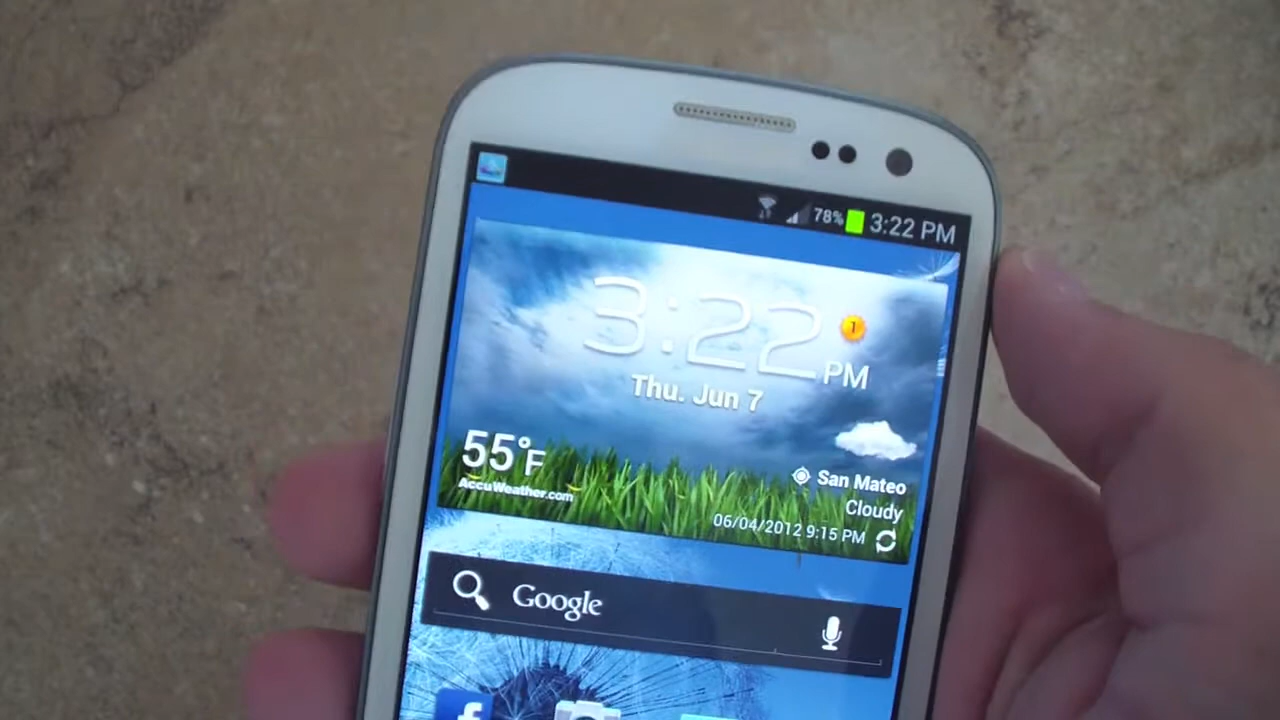 78% 3:22 PM
3:22 PM
1
Thu. Jun 7
55°F
AccuWeather.com
San Mateo
Cloudy
06/04/2012 9:15 PM
Google
f